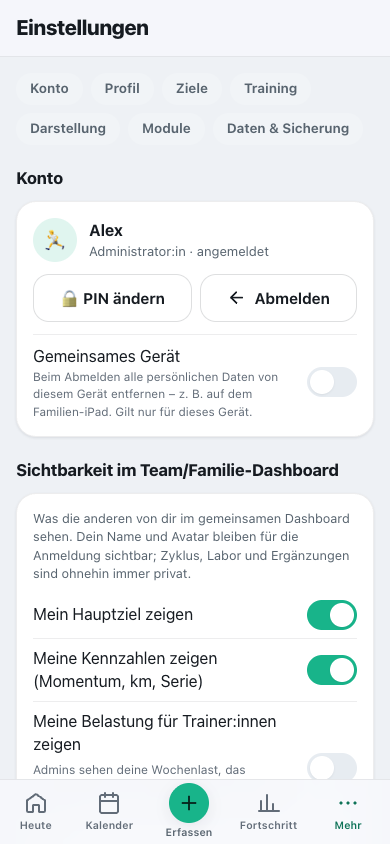 Einstellungen
Konto Profil Ziele Training
Darstellung Module Daten & Sicherung
Konto
Alex
Administrator:in · angemeldet
PIN ändern Abmelden
Gemeinsames Gerät
Beim Abmelden alle persönlichen Daten von
diesem Gerät entfernen – z. B. auf dem
Familien-iPad. Gilt nur für dieses Gerät.
Sichtbarkeit im Team/Familie-Dashboard
Was die anderen von dir im gemeinsamen Dashboard
sehen. Dein Name und Avatar bleiben für die
Anmeldung sichtbar; Zyklus, Labor und Ergänzungen
sind ohnehin immer privat.
Mein Hauptziel zeigen
Meine Kennzahlen zeigen
(Momentum, km, Serie)
Meine Belastung für Trainer:innen
zeigen
Admins sehen deine Wochenlast, das
Heute Kalender Erfassen Fortschritt Mehr